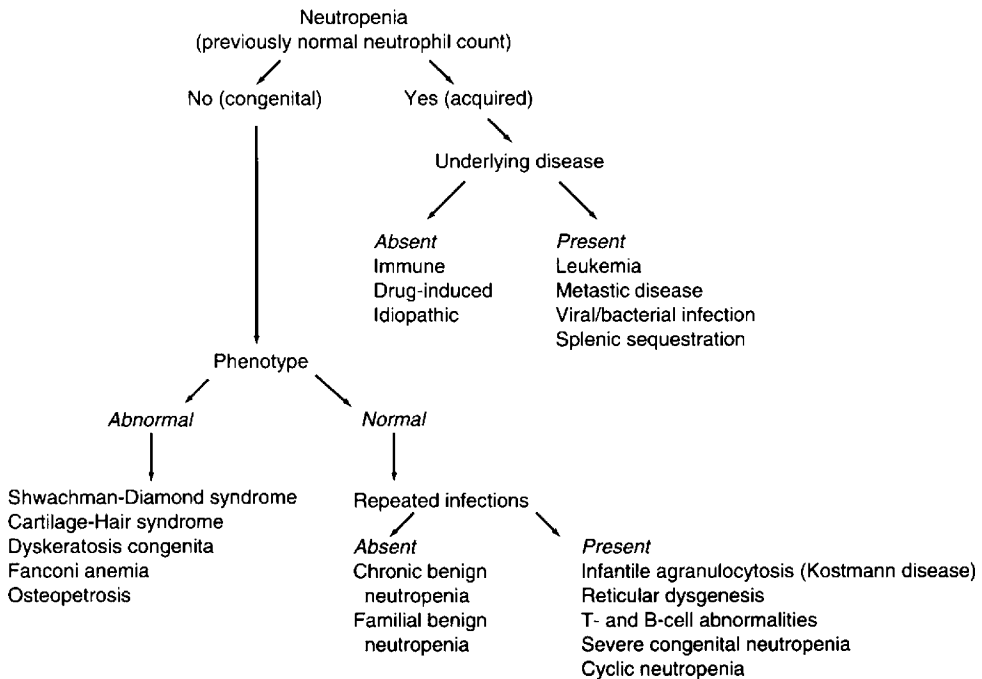 Neutropenia
(previously normal neutrophil count)
No (congenital)
Yes (acquired)
Underlying disease
Absent
Immune
Drug-induced
Idiopathic
Present
Leukemia
Metastic disease
Viral/bacterial infection
Splenic sequestration
Phenotype
Abnormal
Normal
Shwachman-Diamond syndrome
Cartilage-Hair syndrome
Dyskeratosis congenita
Fanconi anemia
Osteopetrosis
Repeated infections
Absent
Chronic benign
neutropenia
Familial benign
neutropenia
Present
Infantile agranulocytosis (Kostmann disease)
Reticular dysgenesis
T- and B-cell abnormalities
Severe congenital neutropenia
Cyclic neutropenia